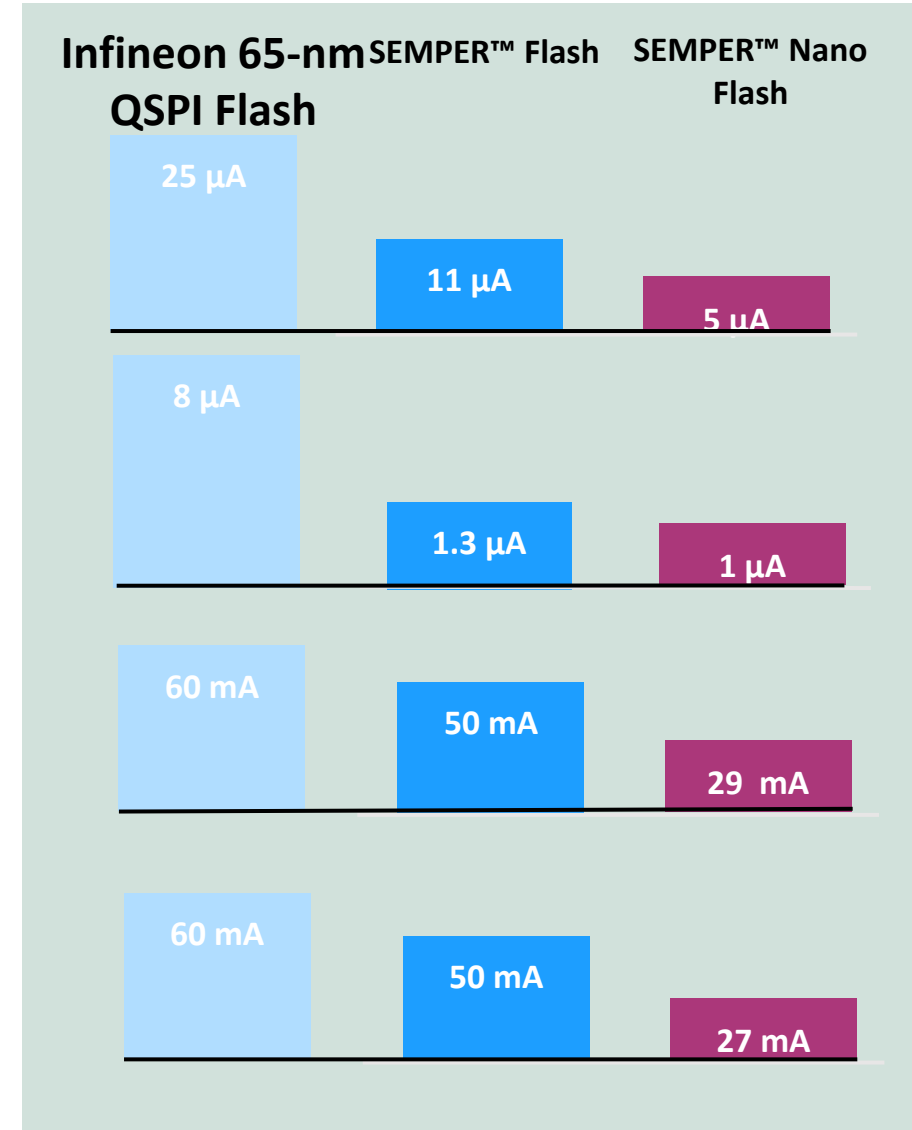 Infineon 65-nm
QSPI Flash
SEMPER™ Flash
SEMPER™ Nano
Flash
25 µA
11 µA
5 µA
8 µA
1.3 µA
1 µA
60 mA
50 mA
29 mA
60 mA
50 mA
27 mA